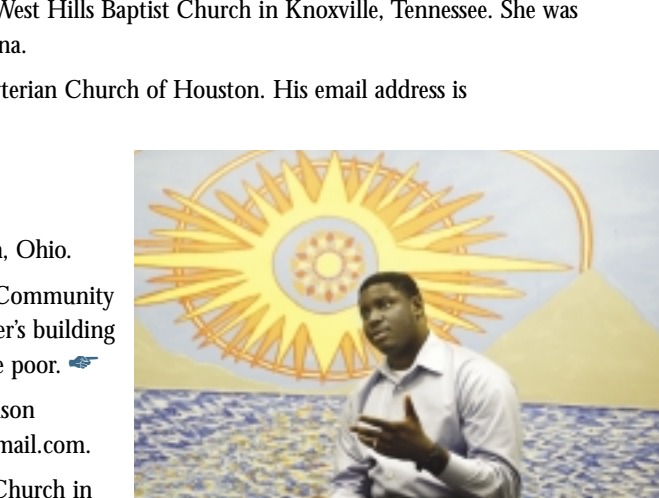 West Hills Baptist Church in Knoxville, Tennessee. She was
na.
terian Church of Houston. His email address is
, Ohio.
Community
er's building
e poor.
son
mail.com.
Church in